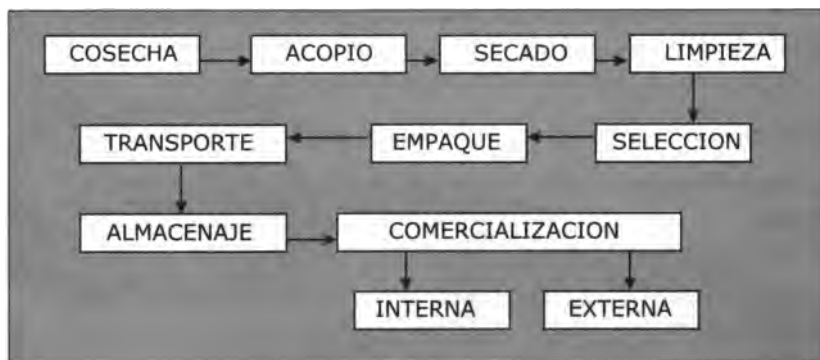 COSECHA ACOPIO SECADO LIMPIEZA
TRANSPORTE EMPAQUE SELECCION
ALMACENAJE COMERCIALIZACION
INTERNA EXTERNA